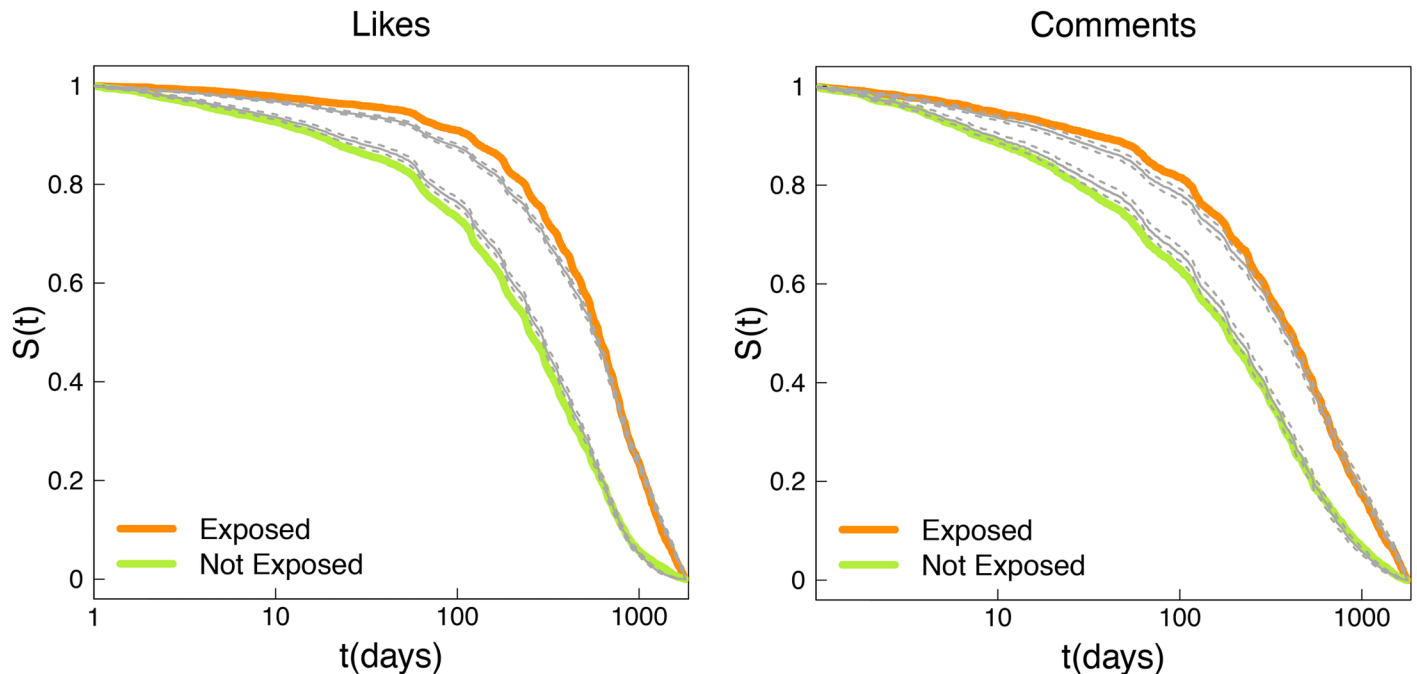 Likes
S(t)
1
0.8
0.6
0.4
0.2
0
Exposed
Not Exposed
1 10 100 1000
t(days)
Comments
S(t)
1
0.8
0.6
0.4
0.2
0
Exposed
Not Exposed
10 100 1000
t(days)